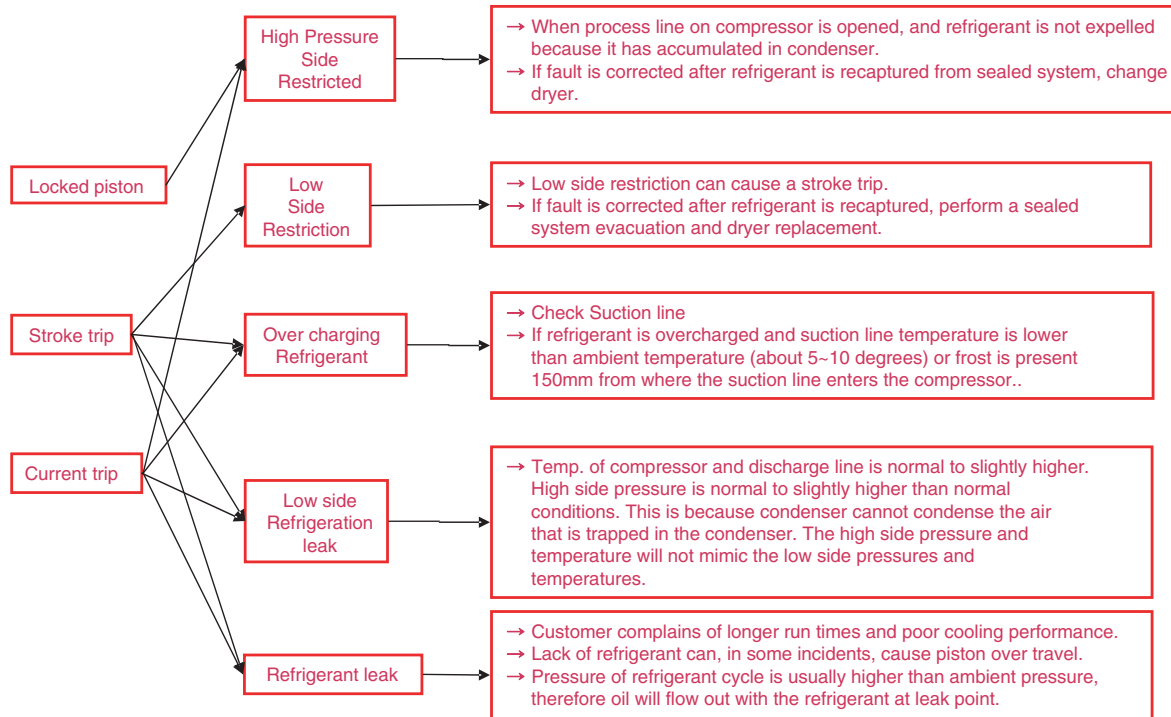 High Pressure
Side
Restricted
→ When process line on compressor is opened, and refrigerant is not expelled
because it has accumulated in condenser.
→ If fault is corrected after refrigerant is recaptured from sealed system, change
dryer.
Locked piston
Low
Side
Restriction
→ Low side restriction can cause a stroke trip.
→ If fault is corrected after refrigerant is recaptured, perform a sealed
system evacuation and dryer replacement.
Stroke trip
Over charging
Refrigerant
→ Check Suction line
→ If refrigerant is overcharged and suction line temperature is lower
than ambient temperature (about 5~10 degrees) or frost is present
150mm from where the suction line enters the compressor..
Current trip
Low side
Refrigeration
leak
→ Temp. of compressor and discharge line is normal to slightly higher.
High side pressure is normal to slightly higher than normal
conditions. This is because condenser cannot condense the air
that is trapped in the condenser. The high side pressure and
temperature will not mimic the low side pressures and
temperatures.
Refrigerant leak
→ Customer complains of longer run times and poor cooling performance.
→ Lack of refrigerant can, in some incidents, cause piston over travel.
→ Pressure of refrigerant cycle is usually higher than ambient pressure,
therefore oil will flow out with the refrigerant at leak point.